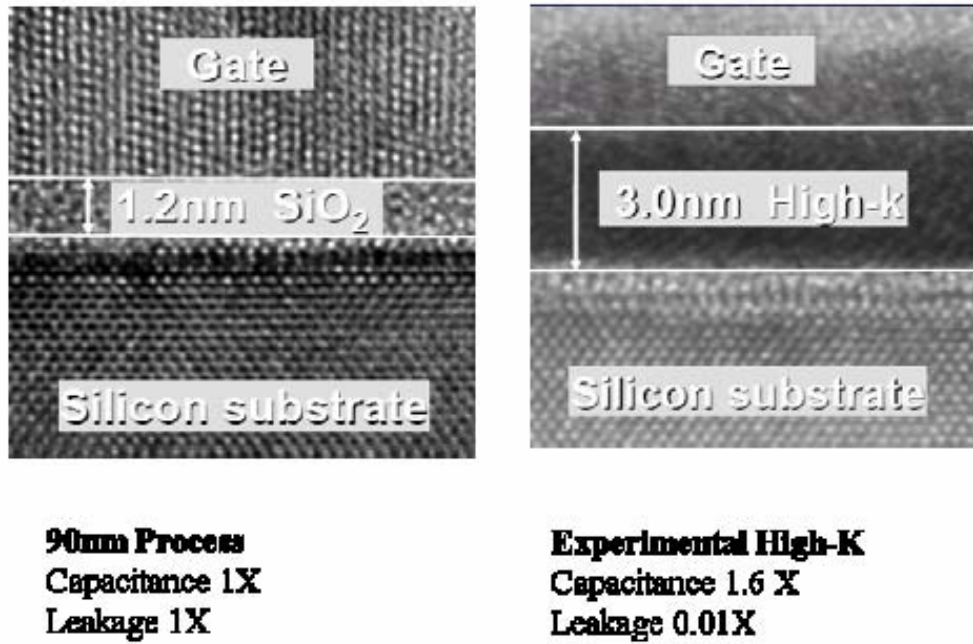 Gate
1.2nm SiO₂
Silicon substrate
90nm Process
Capacitance 1X
Leakage 1X
Gate
3.0nm High-k
Silicon substrate
Experimental High-K
Capacitance 1.6 X
Leakage 0.01X